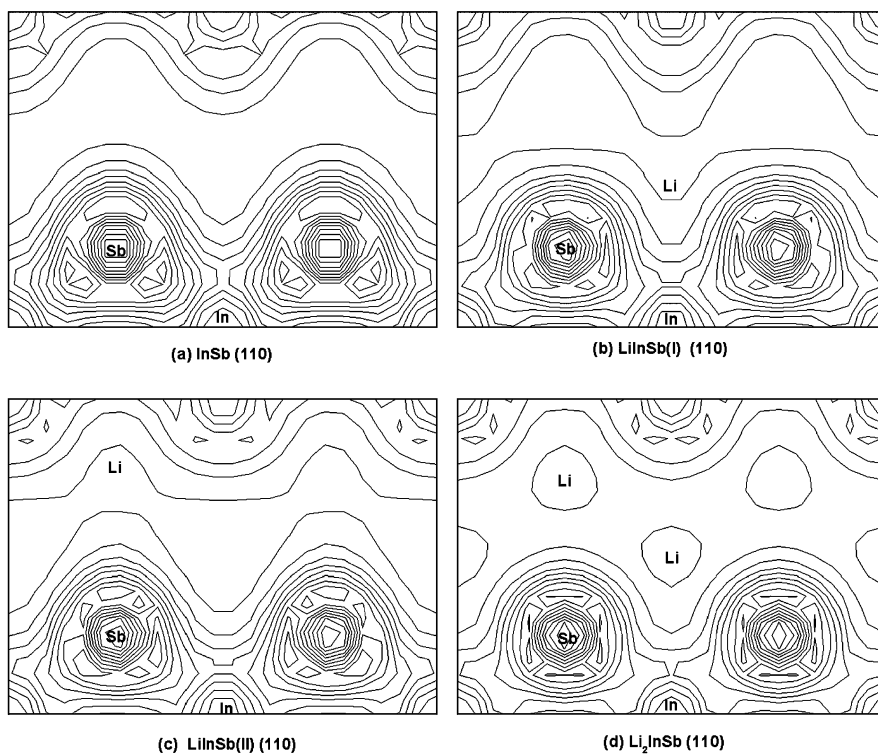 Sb
In
(a) InSb (110)
Li
Sb
In
(b) LiInSb(I) (110)
Li
Sb
In
(c) LiInSb(II) (110)
Li
Li
Sb
In
(d) Li₂InSb (110)